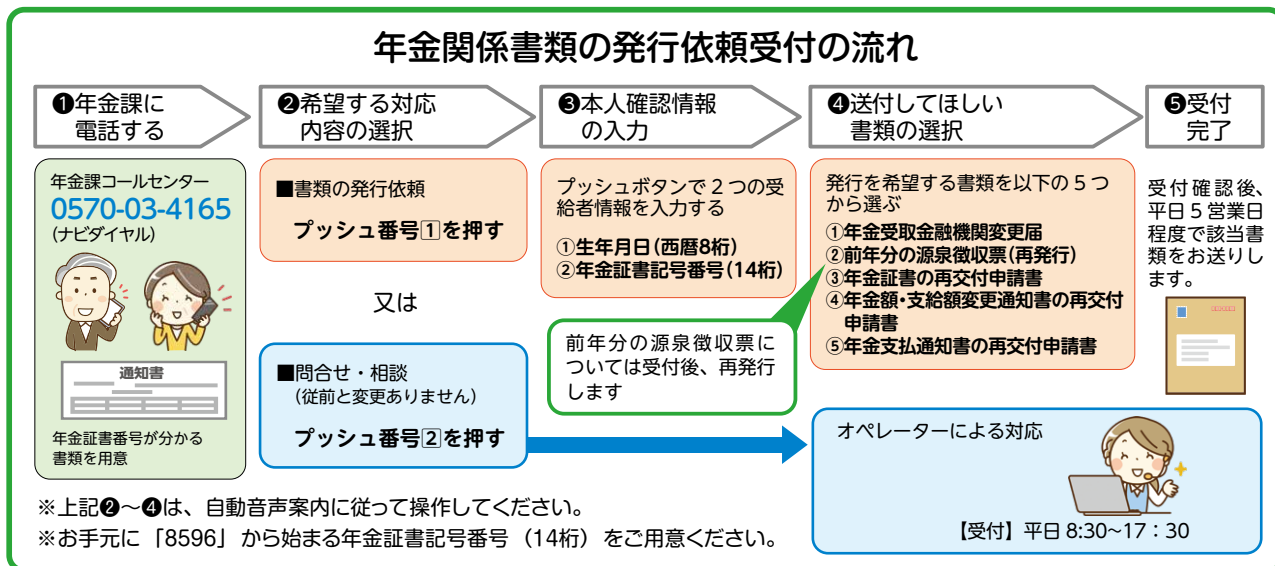 年金関係書類の発行依頼受付の流れ
❶年金課に
電話する
❷希望する対応
内容の選択
❸本人確認情報
の入力
❹送付してほしい
書類の選択
❺受付
完了
年金課コールセンター
0570-03-4165
(ナビダイヤル)
通知書
年金証書番号が分かる
書類を用意
■書類の発行依頼
プッシュ番号1を押す
又は
■問合せ・相談
(従前と変更ありません)
プッシュ番号2を押す
プッシュボタンで2つの受
給者情報を入力する
①生年月日(西暦8桁)
②年金証書記号番号(14桁)
前年分の源泉徴収票に
ついては受付後、再発行
します
発行を希望する書類を以下の5つ
から選ぶ
①年金受取金融機関変更届
②前年分の源泉徴収票(再発行)
③年金証書の再交付申請書
④年金額・支給額変更通知書の再交付
申請書
⑤年金支払通知書の再交付申請書
受付確認後、
平日5営業日
程度で該当書
類をお送りし
ます。
オペレーターによる対応
【受付】平日 8:30~17:30
※上記❷~❹は、自動音声案内に従って操作してください。
※お手元に「8596」から始まる年金証書記号番号(14桁)をご用意ください。